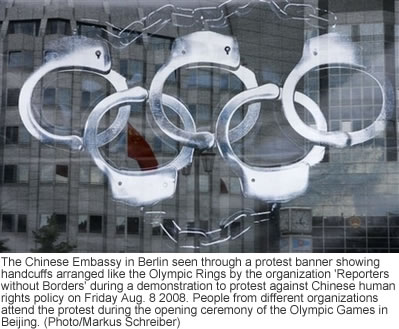 The Chinese Embassy in Berlin seen through a protest banner showing
handcuffs arranged like the Olympic Rings by the organization 'Reporters
without Borders' during a demonstration to protest against Chinese human
rights policy on Friday Aug. 8 2008. People from different organizations
attend the protest during the opening ceremony of the Olympic Games in
Beijing. (Photo/Markus Schreiber)